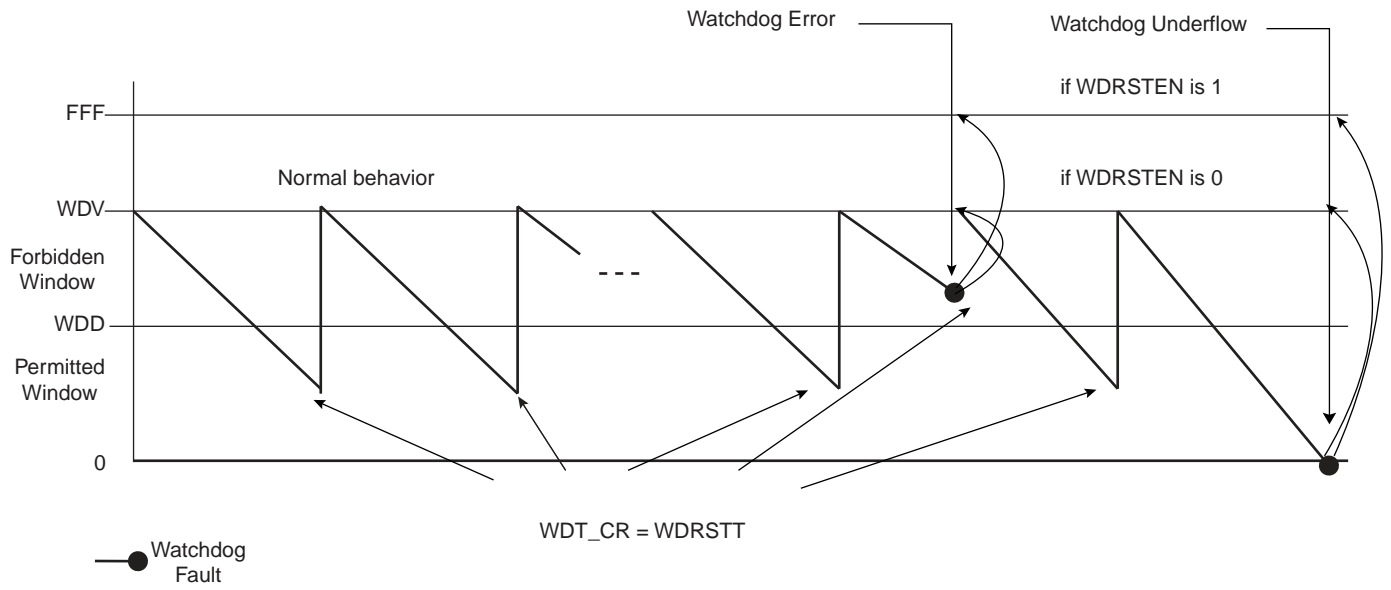 Watchdog Error
Watchdog Underflow
if WDRSTEN is 1
FFF
Normal behavior
if WDRSTEN is 0
WDV
Forbidden
Window
WDD
Permitted
Window
0
WDT_CR = WDRSTT
Watchdog
Fault